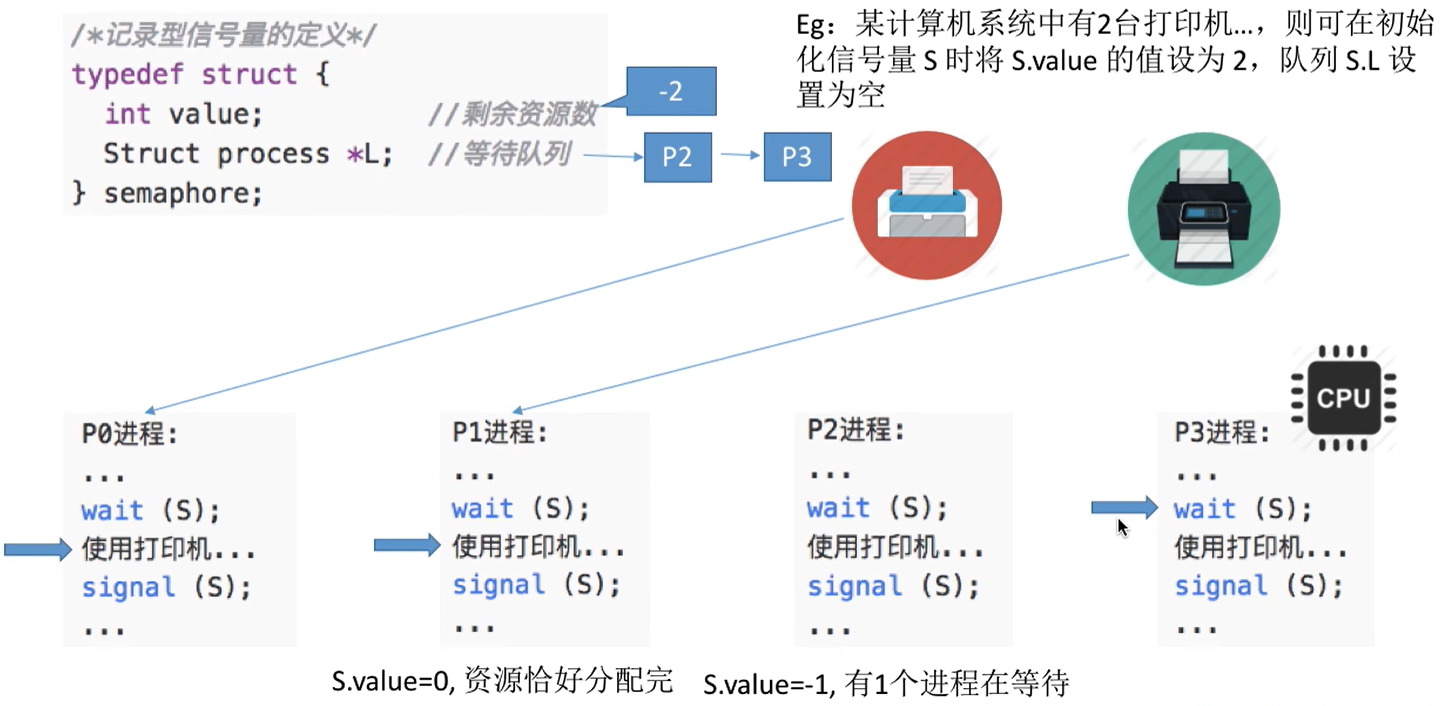 /*记录型信号量的定义*/
typedef struct {
int value; //剩余资源数
Struct process *L; //等待队列
} semaphore;
-2
P2
P3
Eg：某计算机系统中有2台打印机…，则可在初始
化信号量 S 时将 S.value 的值设为 2，队列 S.L 设
置为空
CPU
P0进程:
...
wait (S);
使用打印机...
signal (S);
...
P1进程:
...
wait (S);
使用打印机...
signal (S);
...
P2进程:
...
wait (S);
使用打印机...
signal (S);
...
P3进程:
...
wait (S);
使用打印机...
signal (S);
...
S.value=0, 资源恰好分配完
S.value=-1, 有1个进程在等待